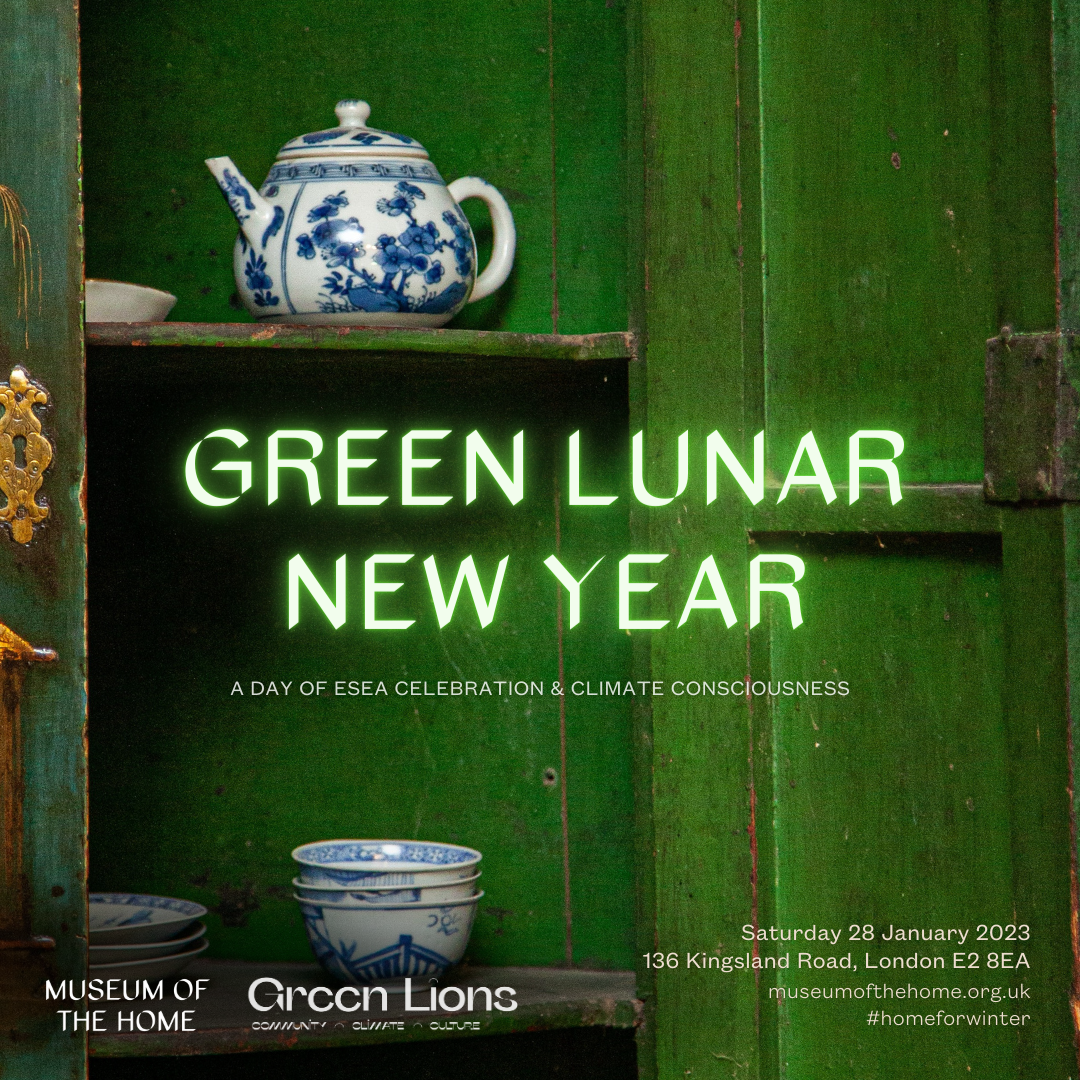 GREEN LUNAR
NEW YEAR
A DAY OF ESEA CELEBRATION & CLIMATE CONSCIOUSNESS
MUSEUM OF
THE HOME
Green Lions
COMMUNITY CLIMATE CULTURE
Saturday 28 January 2023
136 Kingsland Road, London E2 8EA
museumofthehome.org.uk
#homeforwinter